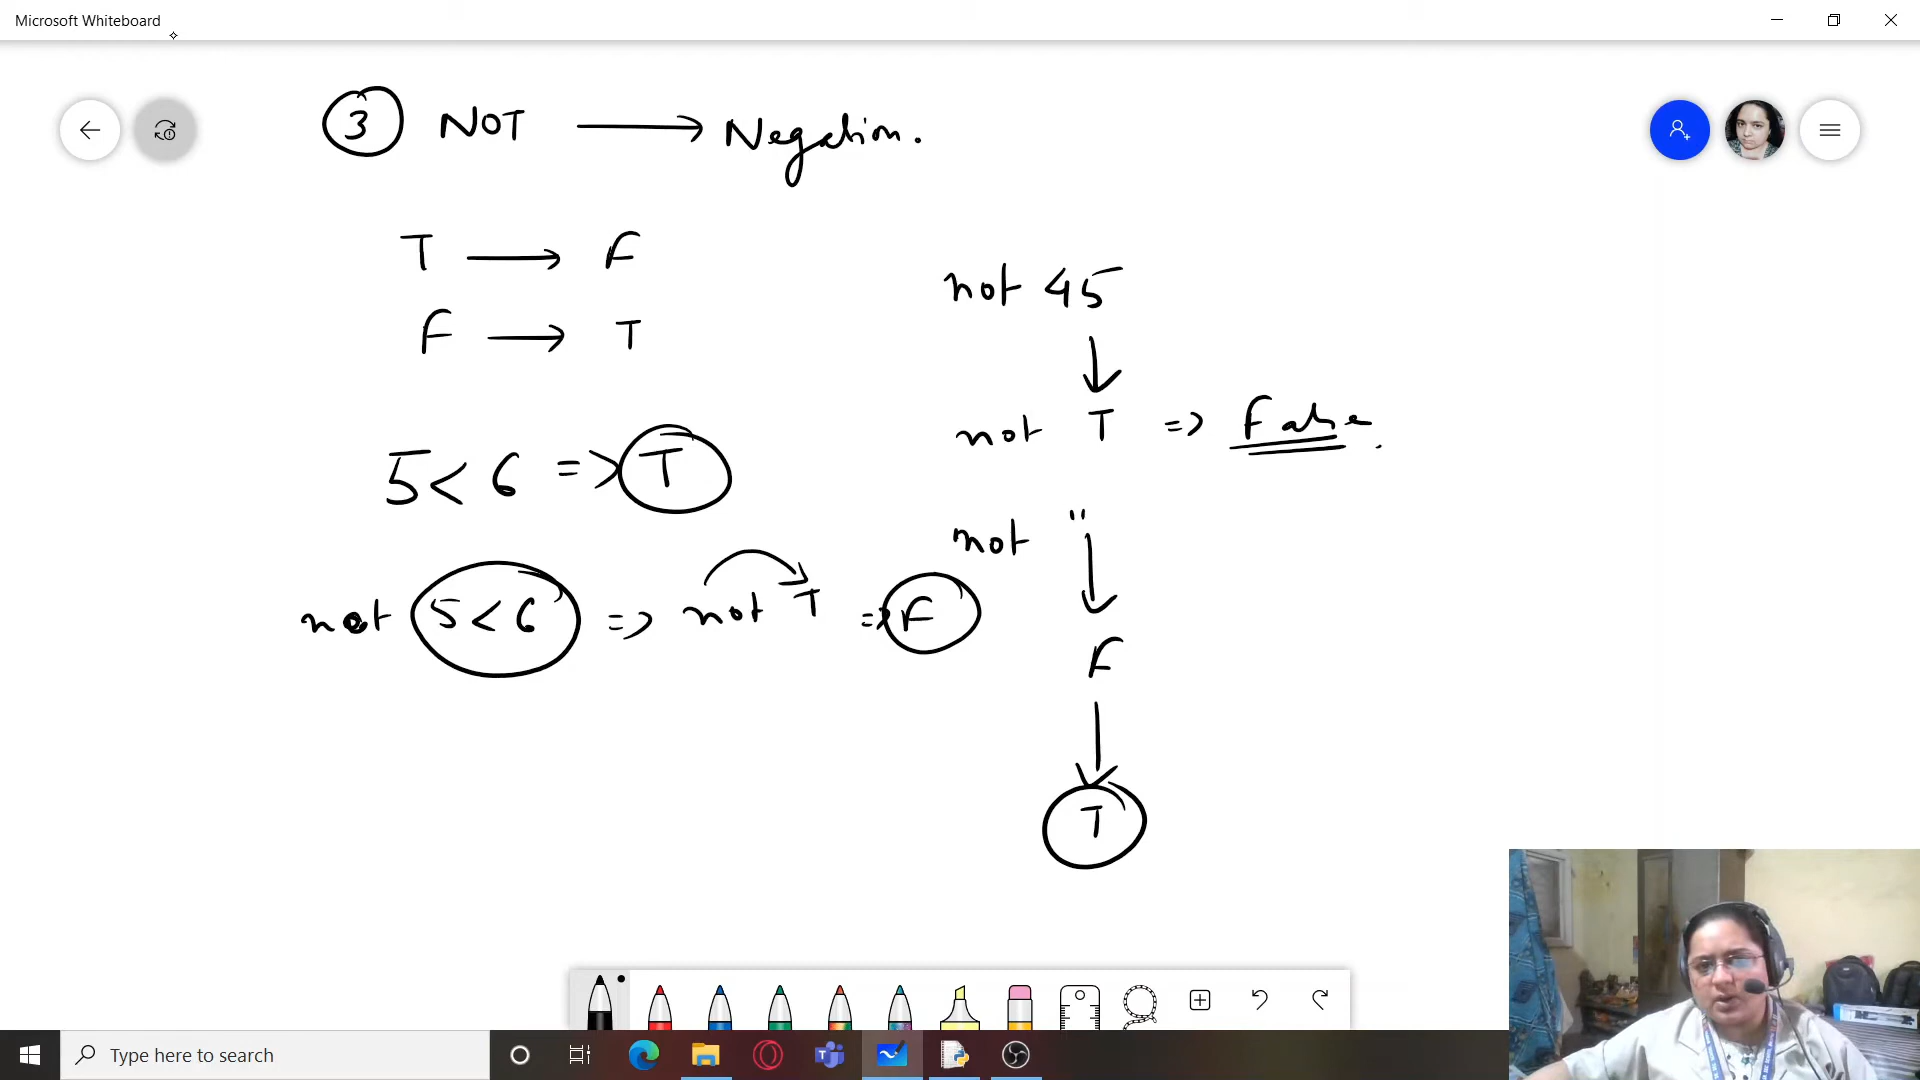 Microsoft Whiteboard
3 NOT → Negation.
T → F
F → T
5 < 6 => T
not 5 < 6 => not T => F
not 45
↓
not T => False.
not ''
↓
F
↓
T
Type here to search